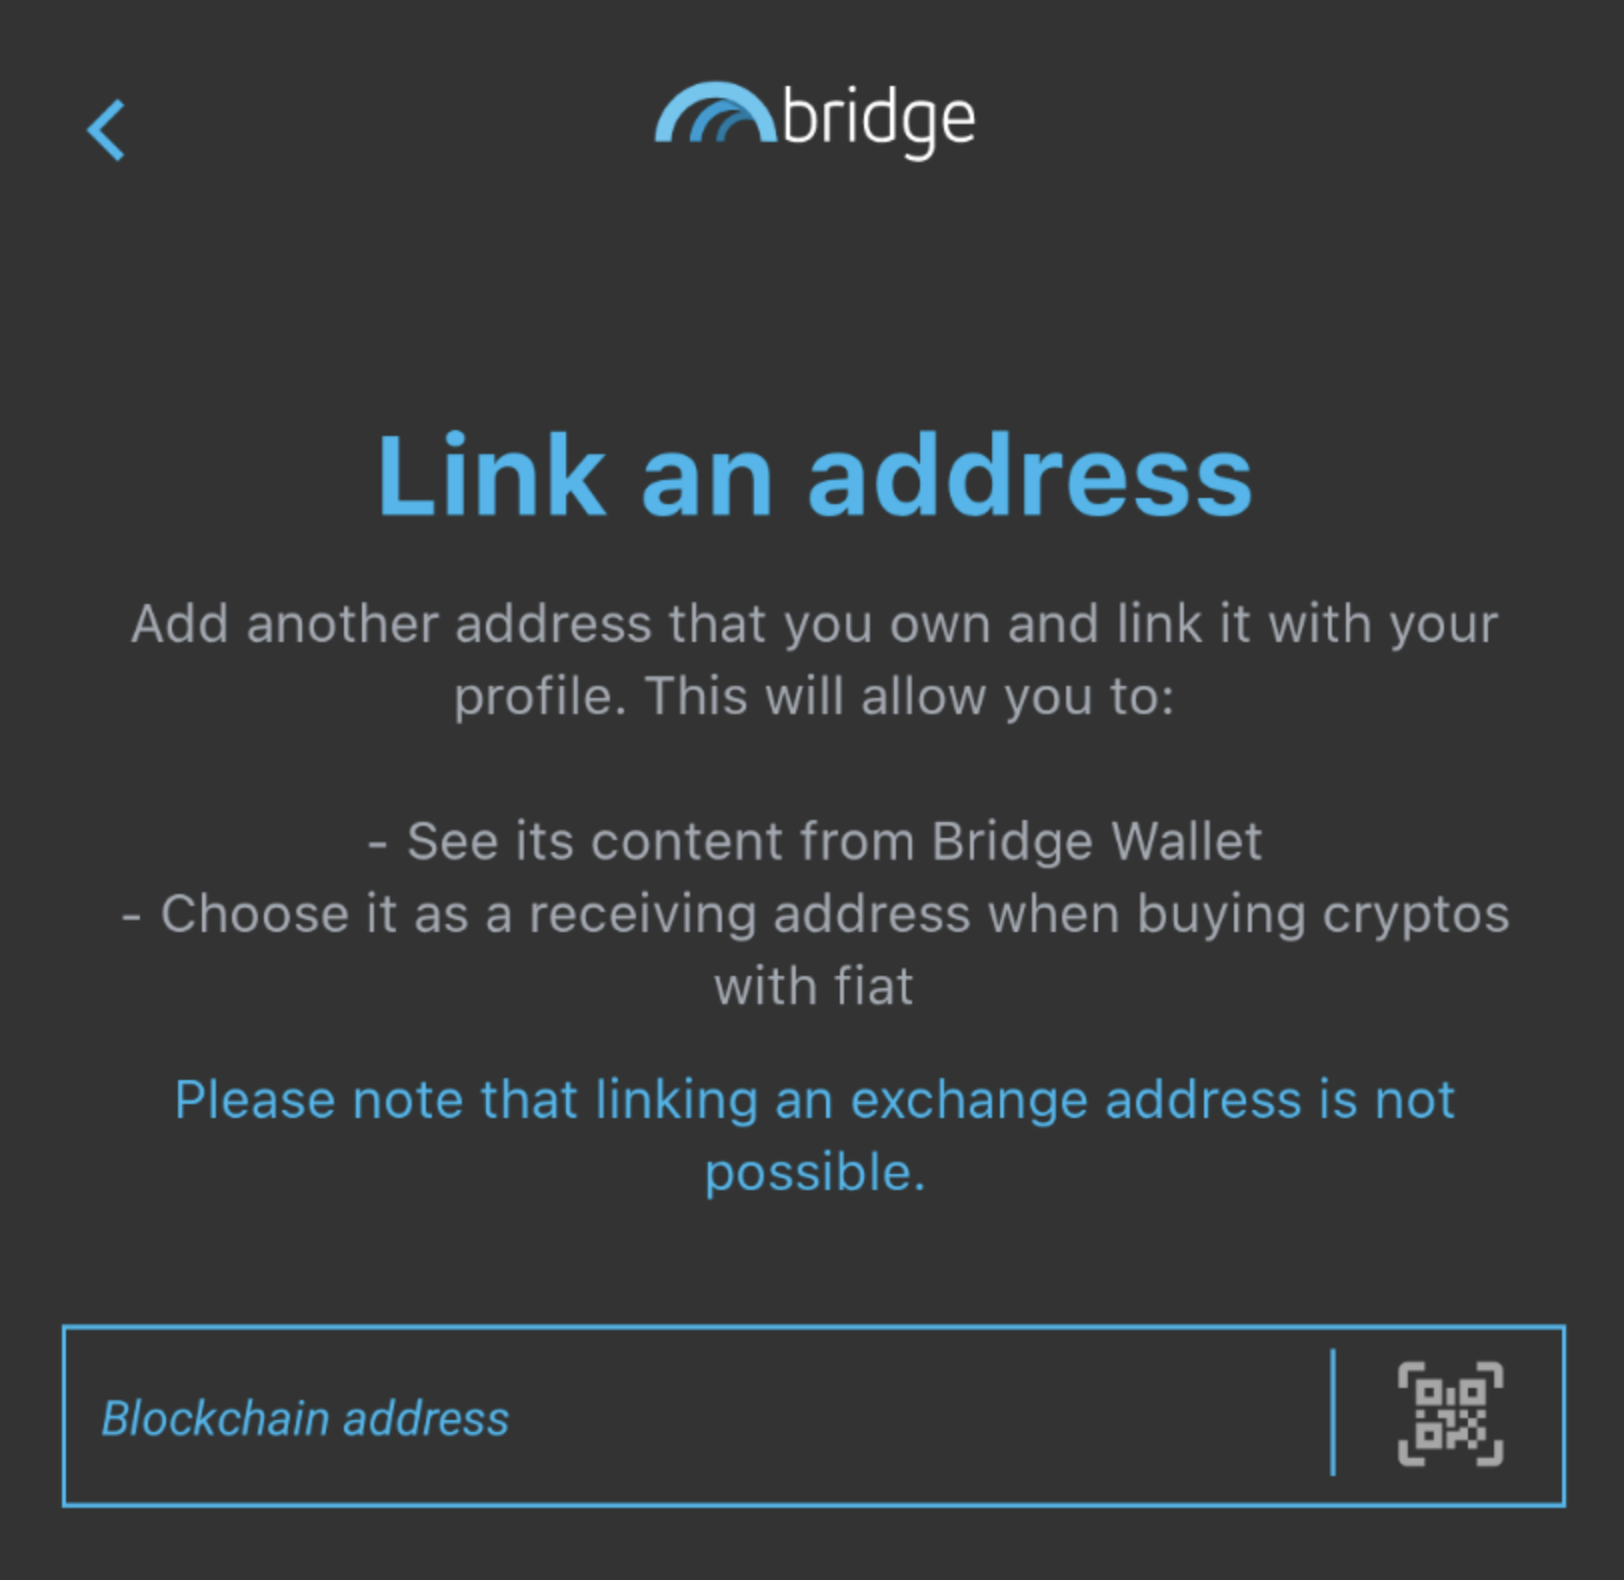 bridge
Link an address
Add another address that you own and link it with your
profile. This will allow you to:
- See its content from Bridge Wallet
- Choose it as a receiving address when buying cryptos
with fiat
Please note that linking an exchange address is not
possible.
Blockchain address